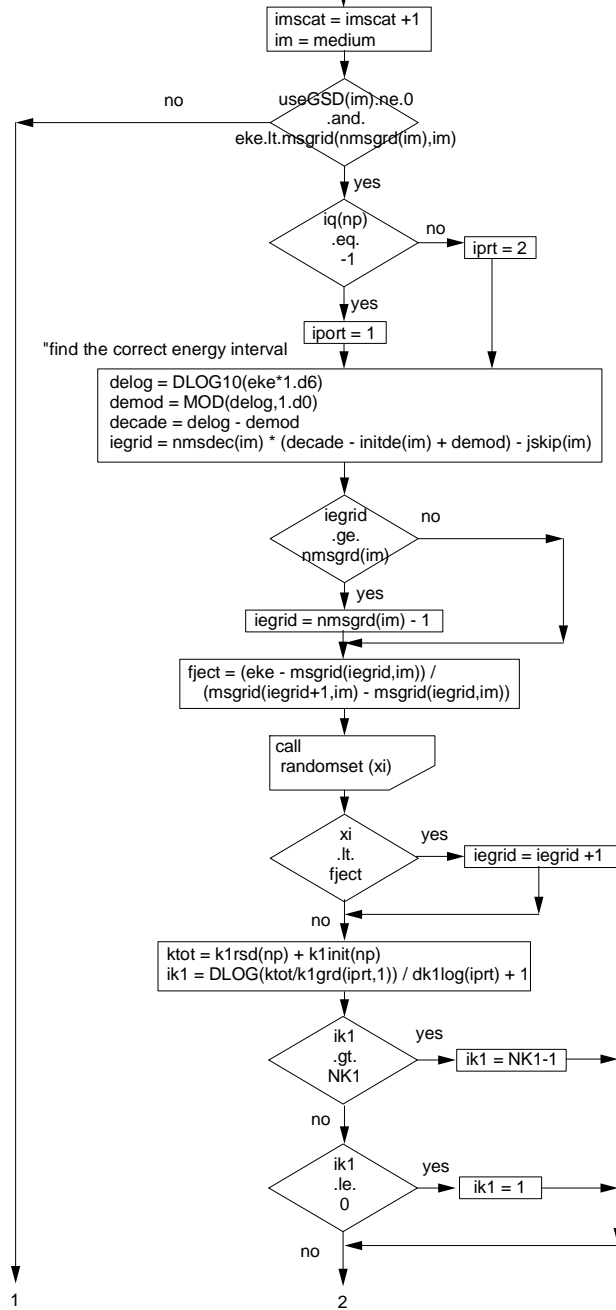 imscat = imscat +1
im = medium
no
useGSD(im).ne.0
.and.
eke.lt.msgrid(nmsgrd(im),im)
yes
iq(np)
.eq.
-1
no
iprt = 2
yes
iport = 1
"find the correct energy interval
delog = DLOG10(eke*1.d6)
demod = MOD(delog,1.d0)
decade = delog - demod
iegrid = nmsdec(im) * (decade - initde(im) + demod) - jskip(im)
iegrid
.ge.
nmsgrd(im)
no
yes
iegrid = nmsgrd(im) - 1
fject = (eke - msgrid(iegrid,im)) /
(msgrid(iegrid+1,im) - msgrid(iegrid,im))
call
randomset (xi)
xi
.lt.
fject
yes
iegrid = iegrid +1
no
ktot = k1rsd(np) + k1init(np)
ik1 = DLOG(ktot/k1grd(iprt,1)) / dk1log(iprt) + 1
ik1
.gt.
NK1
yes
ik1 = NK1-1
no
ik1
.le.
0
yes
ik1 = 1
no
1
2